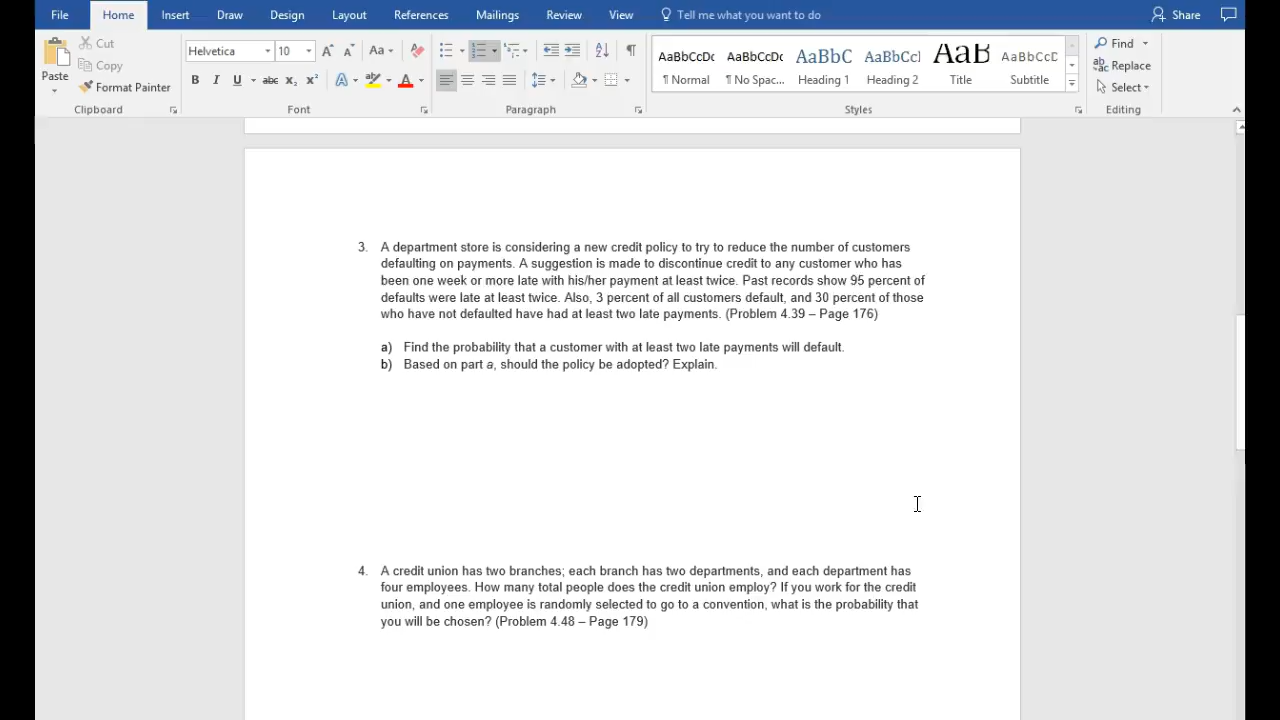 File Home Insert Draw Design Layout References Mailings Review View Tell me what you want to do Share
Paste
Cut
Copy
Format Painter
Clipboard
Helvetica 10 Aa
B I U abc x₂ x² A A
Font
Paragraph
AaBbCcDc AaBbCcDc AaBbC AaBbCcl AaB AaBbCcD
¶ Normal ¶ No Spac... Heading 1 Heading 2 Title Subtitle
Styles
Find
Replace
Select
Editing
3. A department store is considering a new credit policy to try to reduce the number of customers
defaulting on payments. A suggestion is made to discontinue credit to any customer who has
been one week or more late with his/her payment at least twice. Past records show 95 percent of
defaults were late at least twice. Also, 3 percent of all customers default, and 30 percent of those
who have not defaulted have had at least two late payments. (Problem 4.39 – Page 176)
a) Find the probability that a customer with at least two late payments will default.
b) Based on part a, should the policy be adopted? Explain.
4. A credit union has two branches; each branch has two departments, and each department has
four employees. How many total people does the credit union employ? If you work for the credit
union, and one employee is randomly selected to go to a convention, what is the probability that
you will be chosen? (Problem 4.48 – Page 179)